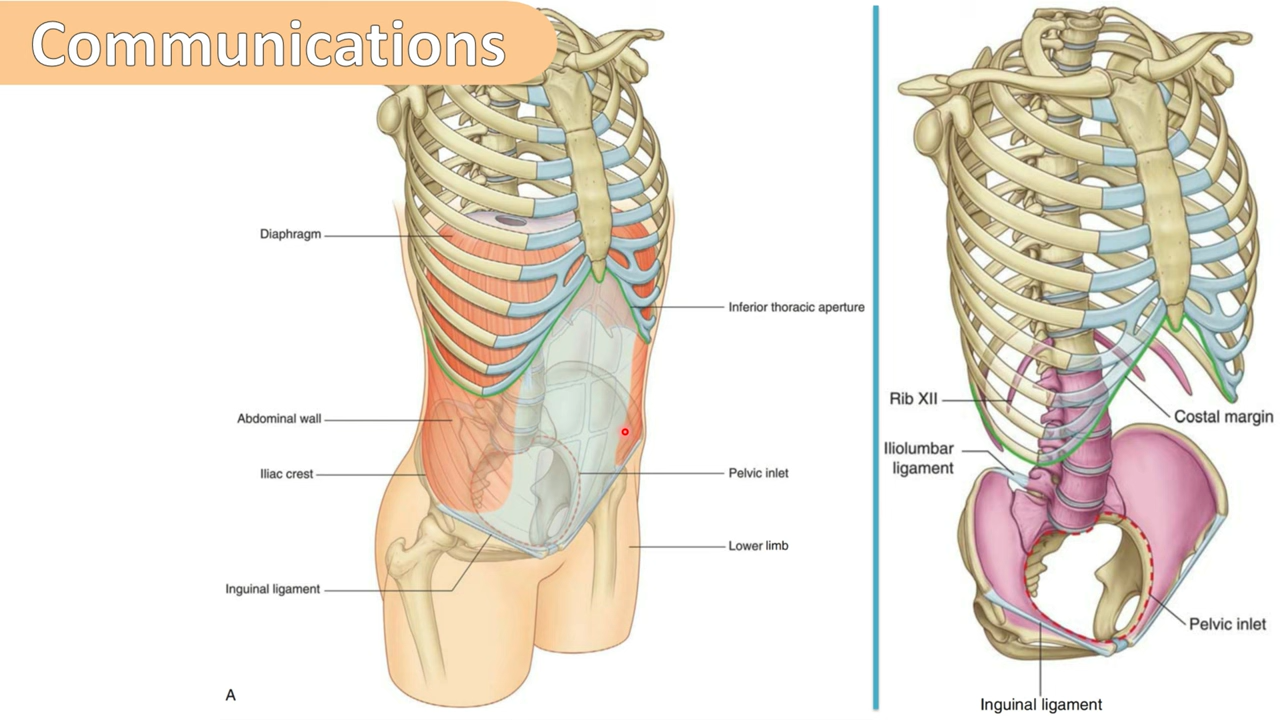 Communications
Diaphragm
Inferior thoracic aperture
Abdominal wall
Iliac crest
Pelvic inlet
Lower limb
Inguinal ligament
A
Rib XII
Costal margin
Iliolumbar
ligament
Pelvic inlet
Inguinal ligament